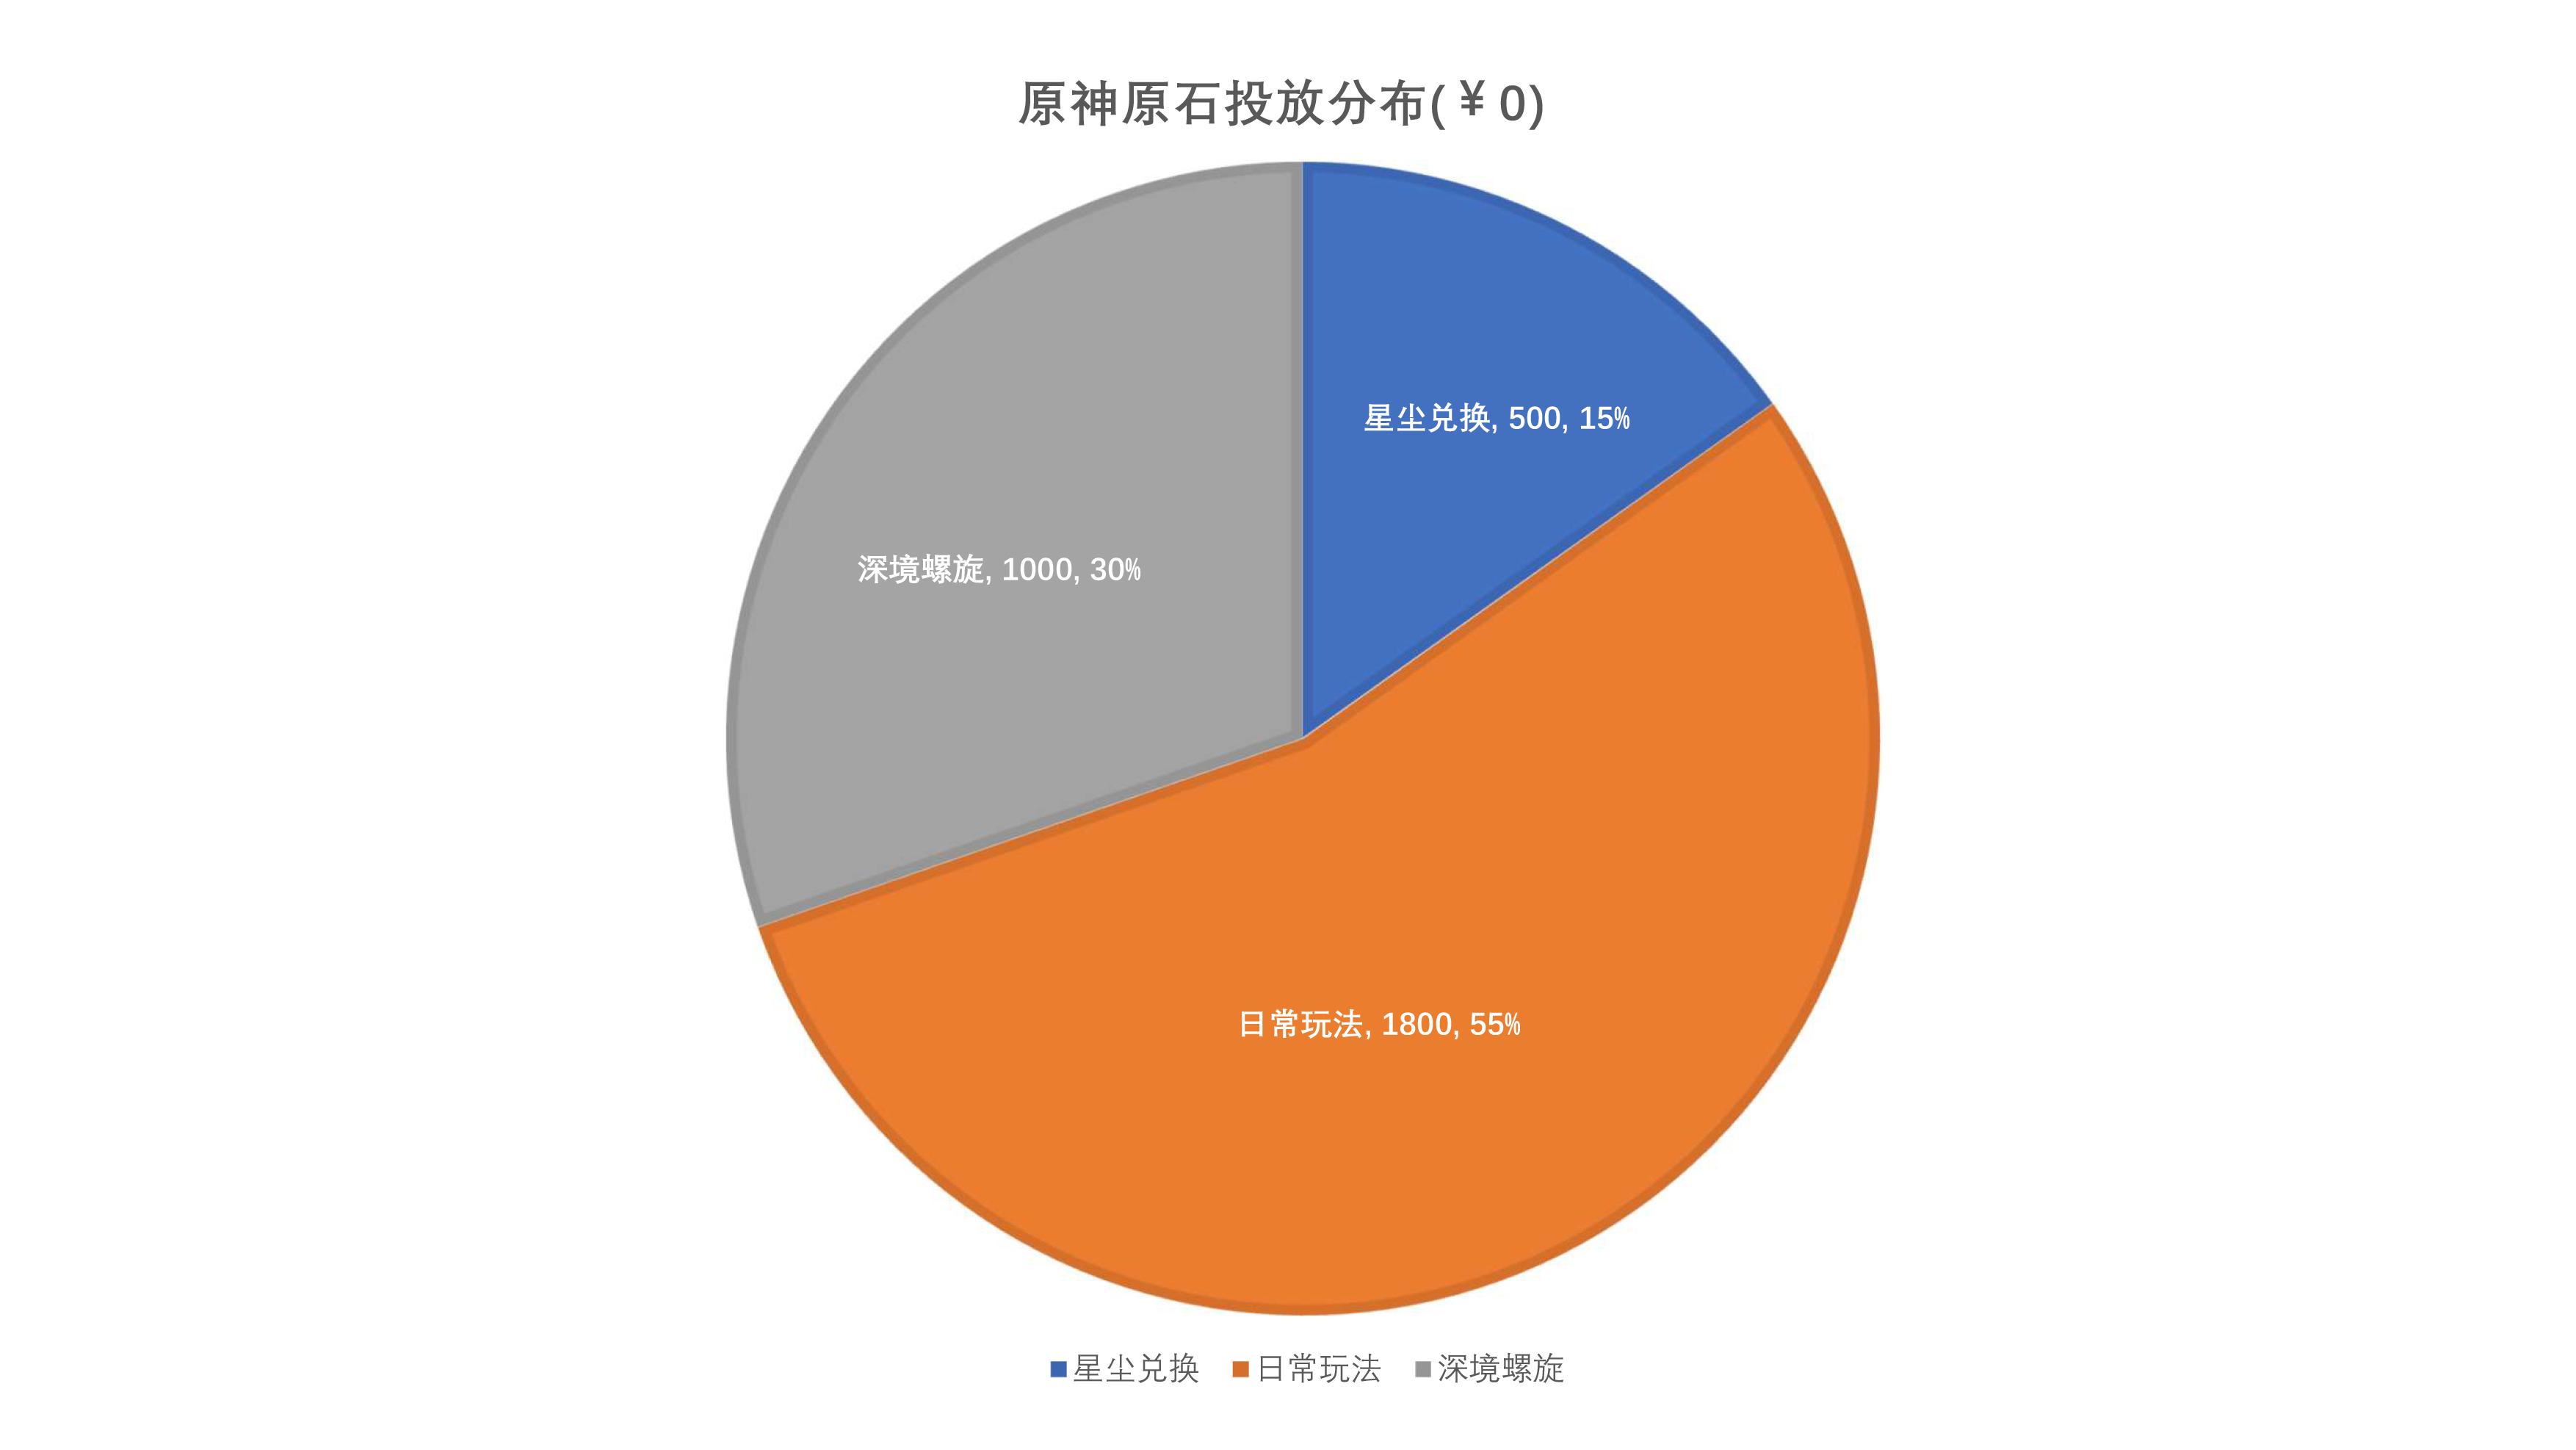 原神原石投放分布(￥0)
星尘兑换, 500, 15%
深境螺旋, 1000, 30%
日常玩法, 1800, 55%
星尘兑换 日常玩法 深境螺旋